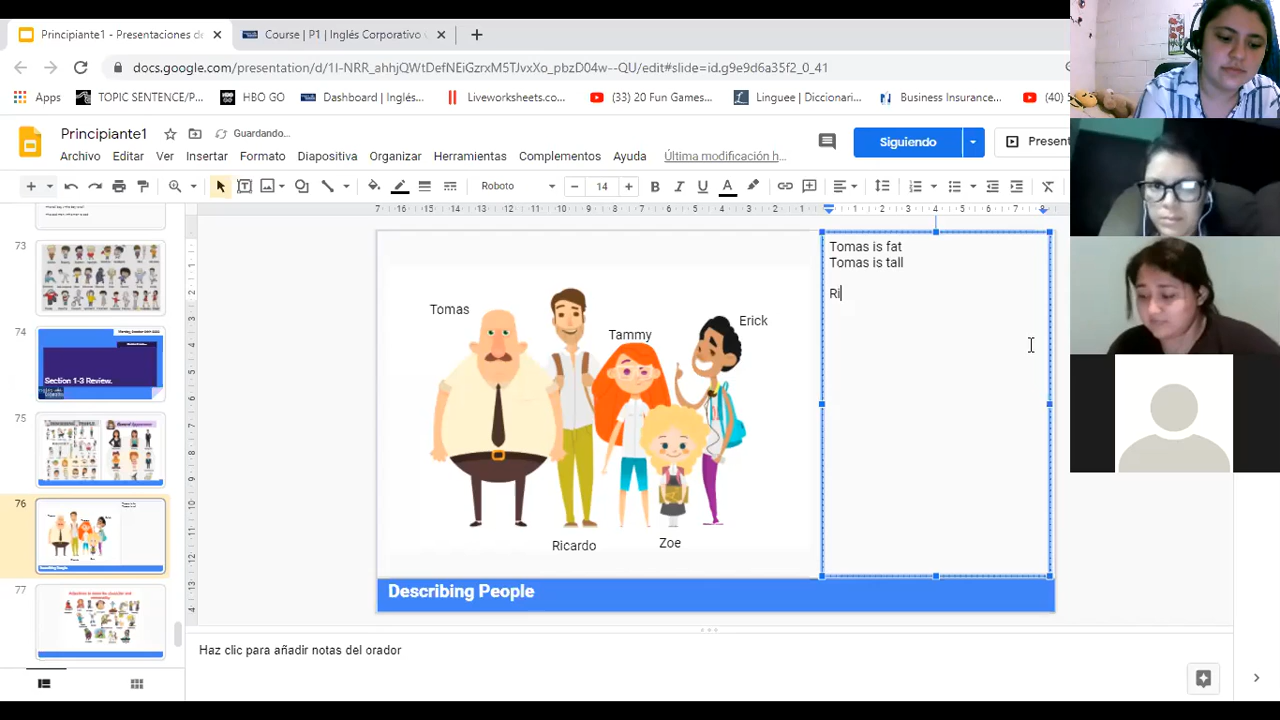 Principiante1 - Presentaciones de
Course | P1 | Inglés Corporativo
docs.google.com/presentation/d/1I-NRR_ahhjQWtDefNEiGzwM5TJvxXo_pbzD04w--QU/edit#slide=id.g9e9d6a35f2_0_41
Apps
TOPIC SENTENCE/P...
HBO GO
Dashboard | Inglés...
Liveworksheets.co...
(33) 20 Fun Games...
Linguee | Diccionari...
Business Insurance...
(40) S
Principiante1
Guardando...
Archivo Editar Ver Insertar Formato Diapositiva Organizar Herramientas Complementos Ayuda Última modificación h...
Siguiendo
Present
Roboto
14
73
74
Section 1-3 Review.
75
76
77
Tomas
Tammy
Erick
Ricardo
Zoe
Tomas is fat
Tomas is tall
Ri
Describing People
Haz clic para añadir notas del orador